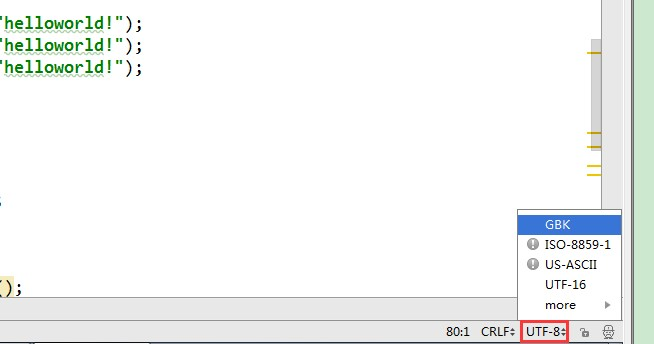 "helloworld!");
"helloworld!");
"helloworld!");
();
GBK
ISO-8859-1
US-ASCII
UTF-16
more
80:1 CRLF UTF-8